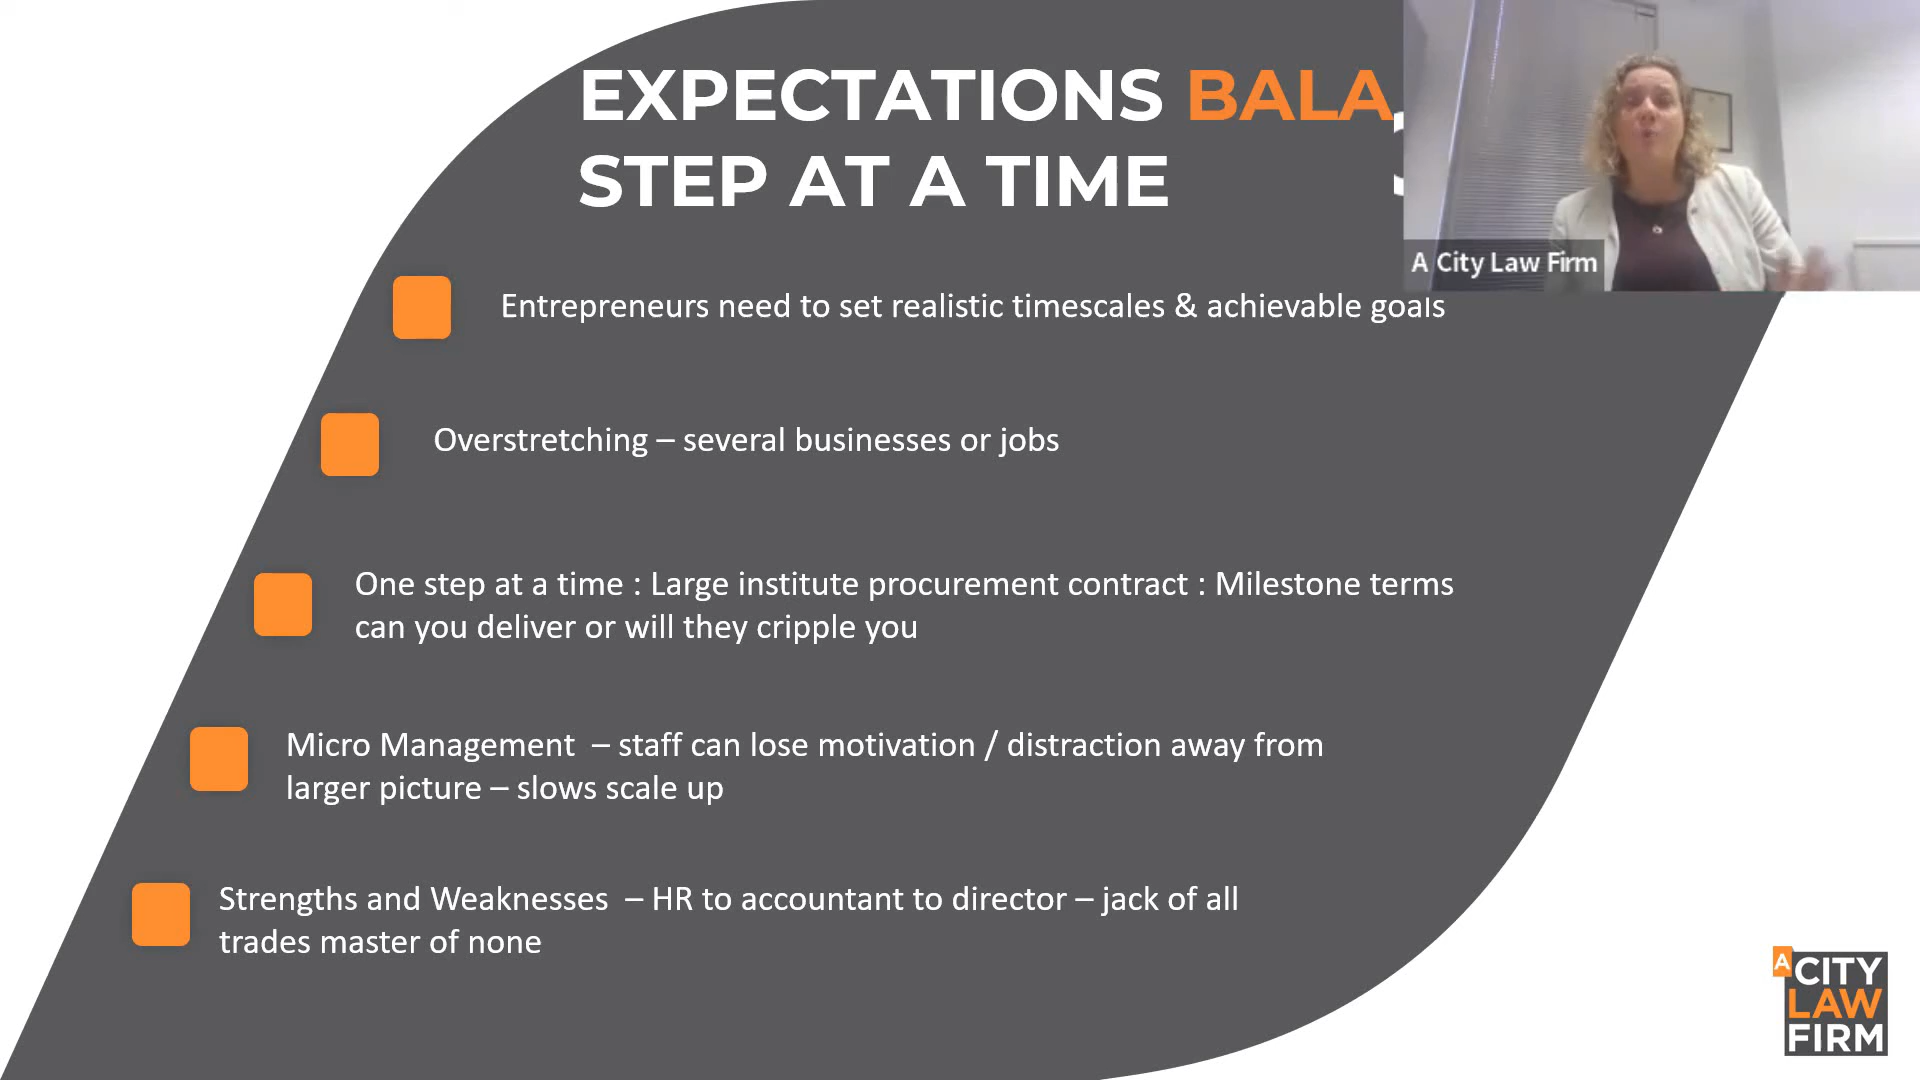 EXPECTATIONS BALA
STEP AT A TIME
A City Law Firm
Entrepreneurs need to set realistic timescales & achievable goals
Overstretching – several businesses or jobs
One step at a time : Large institute procurement contract : Milestone terms
can you deliver or will they cripple you
Micro Management – staff can lose motivation / distraction away from
larger picture – slows scale up
Strengths and Weaknesses – HR to accountant to director – jack of all
trades master of none
A CITY
LAW
FIRM